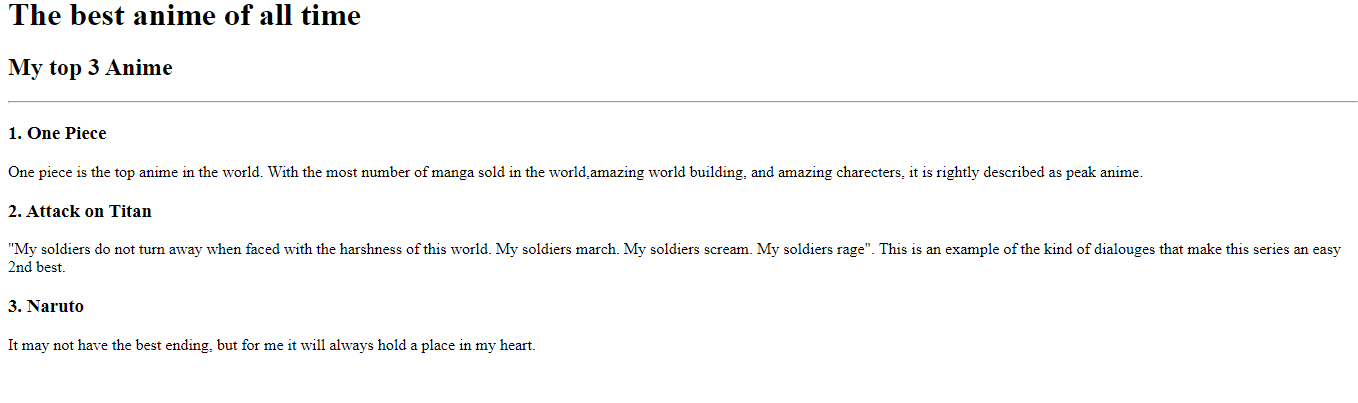 The best anime of all time
My top 3 Anime
1. One Piece
One piece is the top anime in the world. With the most number of manga sold in the world,amazing world building, and amazing charecters, it is rightly described as peak anime.
2. Attack on Titan
"My soldiers do not turn away when faced with the harshness of this world. My soldiers march. My soldiers scream. My soldiers rage". This is an example of the kind of dialouges that make this series an easy
2nd best.
3. Naruto
It may not have the best ending, but for me it will always hold a place in my heart.